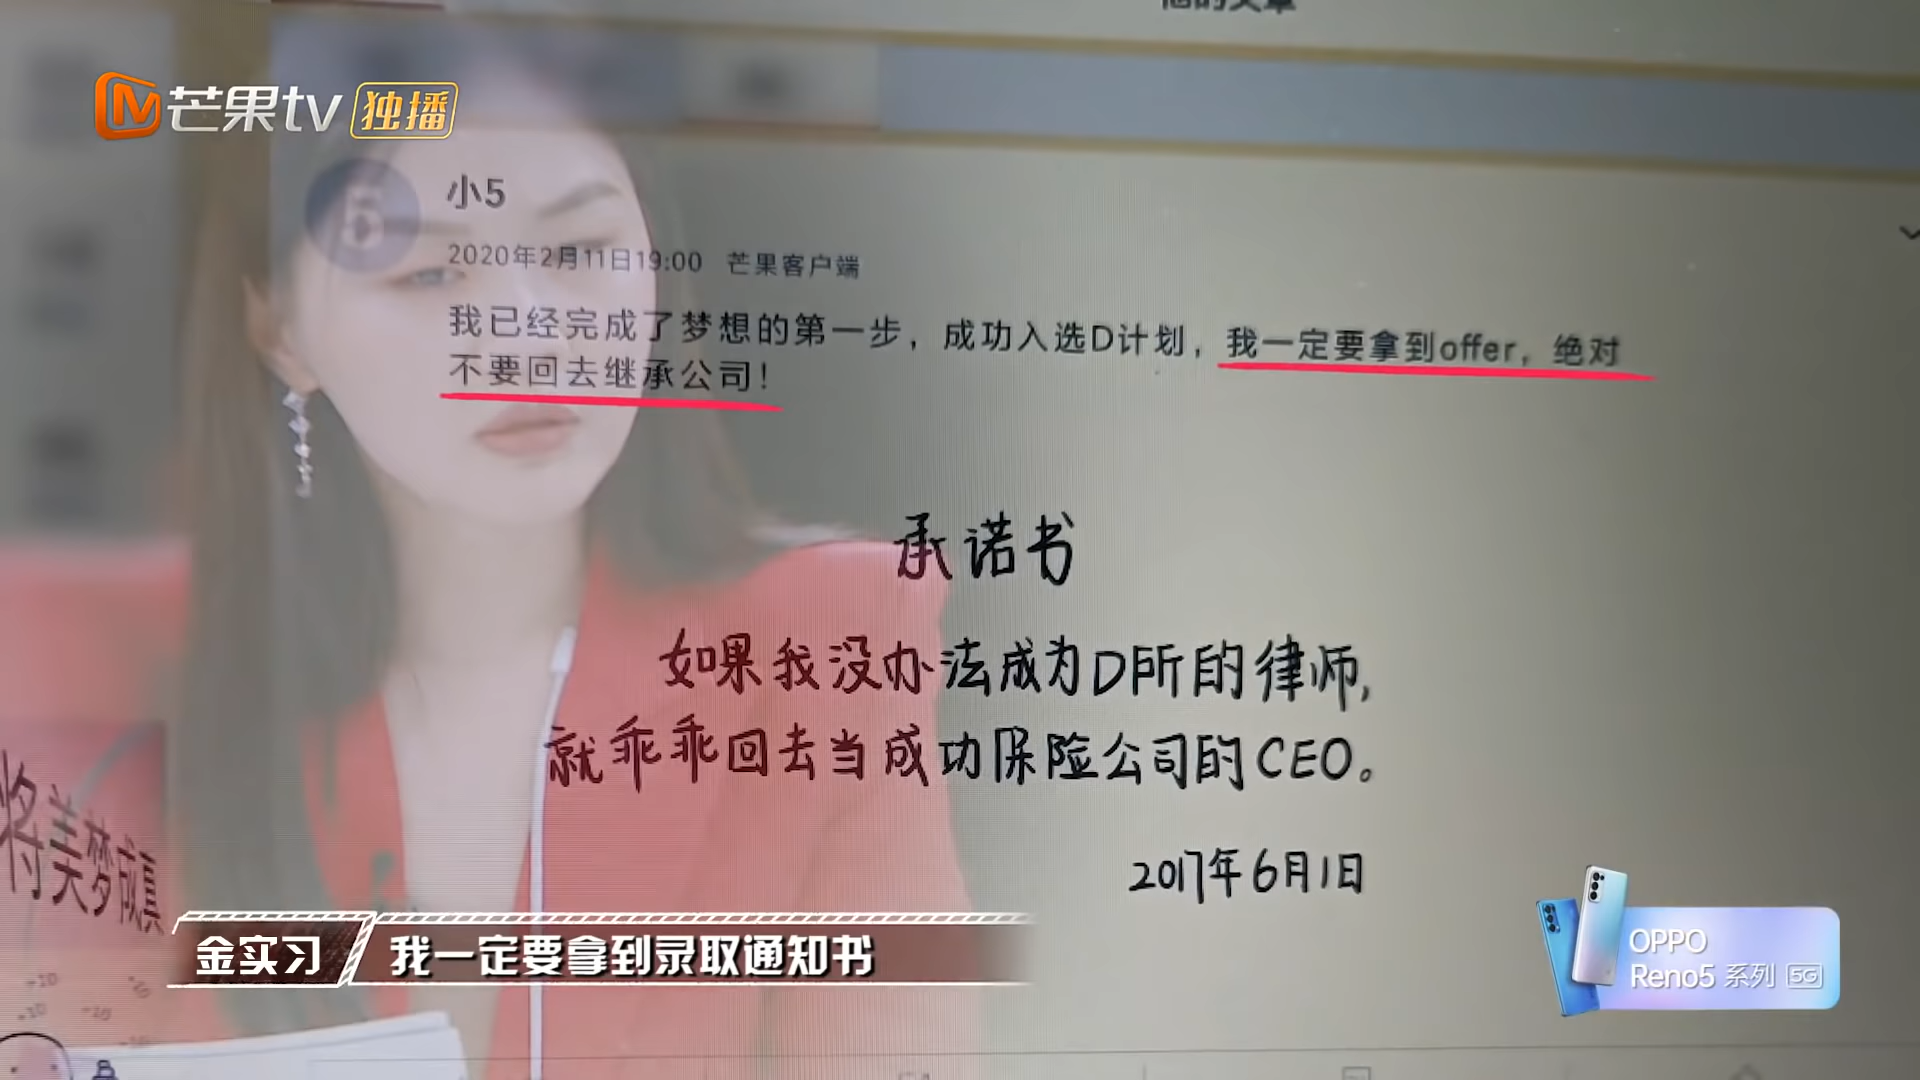 芒果tv 独播
小5
2020年2月11日19:00 芒果客户端
我已经完成了梦想的第一步，成功入选D计划，我一定要拿到offer，绝对
不要回去继承公司！
承诺书
如果我没办法成为D所的律师,
就乖乖回去当成功保险公司的CEO。
2017年6月1日
将美梦成真
金实习 我一定要拿到录取通知书
OPPO
Reno5 系列 5G